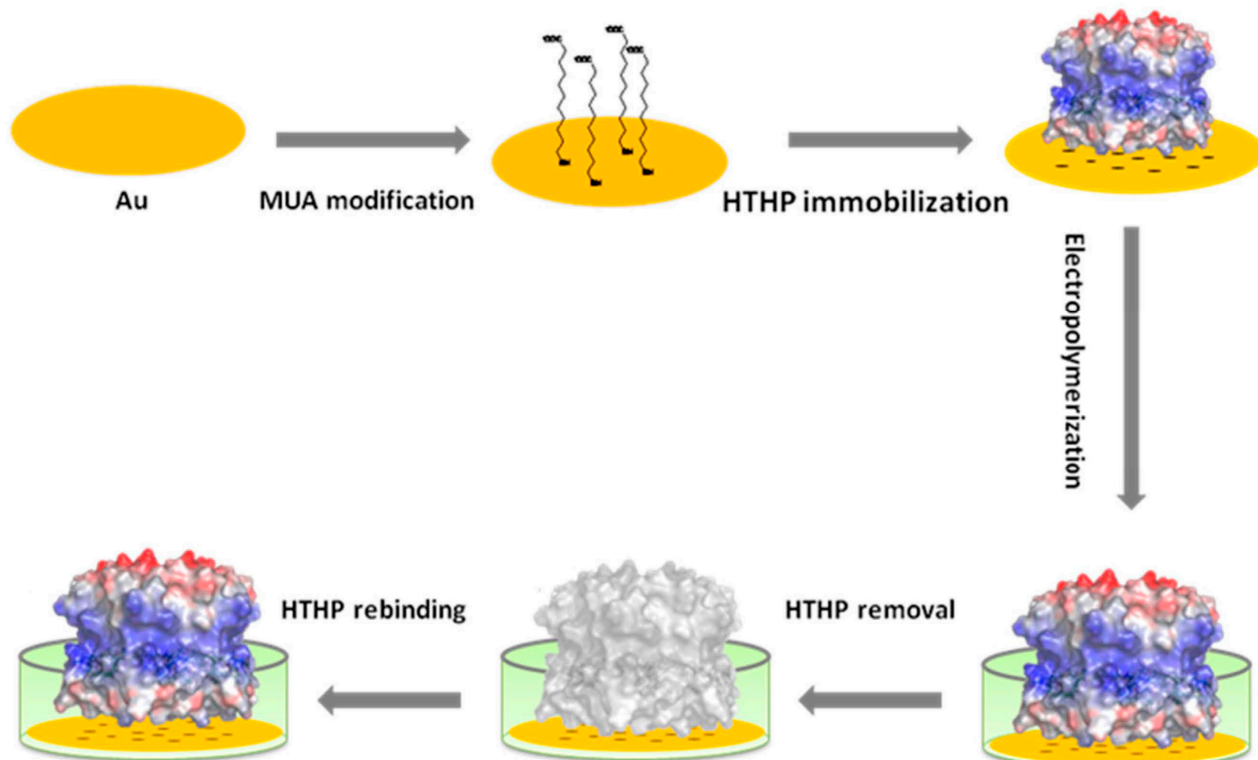 Au
MUA modification
HTHP immobilization
Electropolymerization
HTHP removal
HTHP rebinding